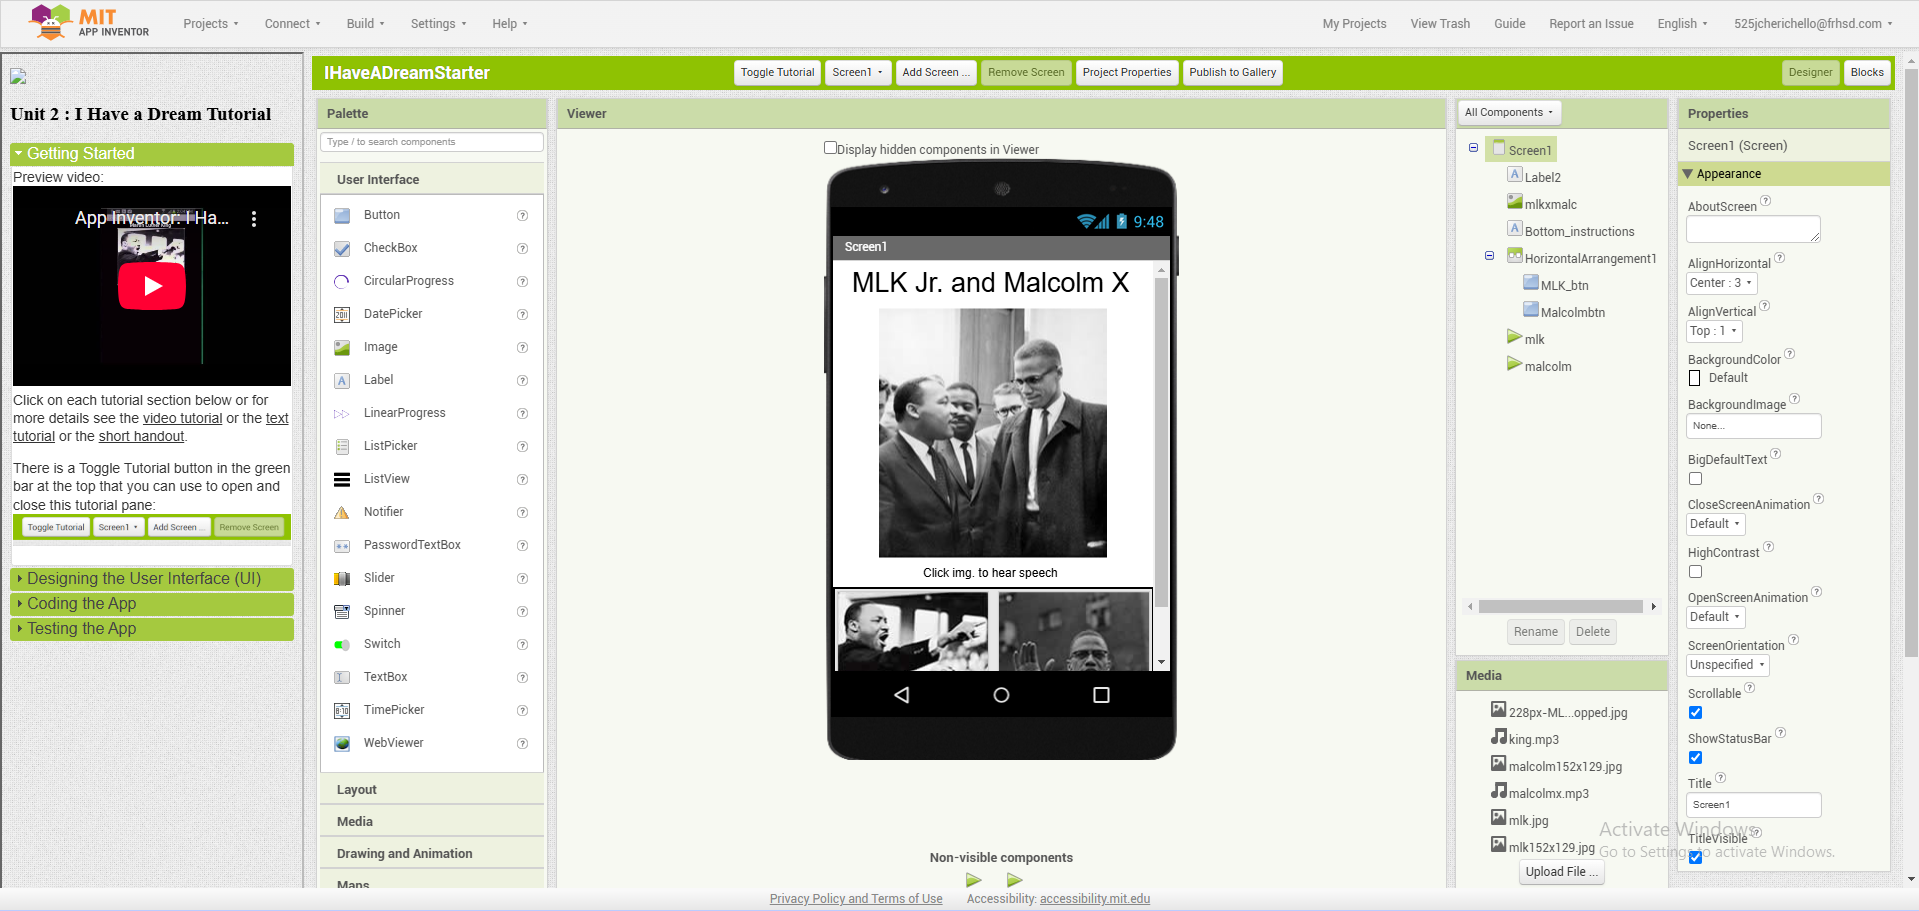 MIT
APP INVENTOR
Projects
Connect
Build
Settings
Help
My Projects
View Trash
Guide
Report an Issue
English
525jcherichello@frhsd.com
Unit 2 : I Have a Dream Tutorial
Getting Started
Preview video:
App Inventor: I Ha...
Click on each tutorial section below or for
more details see the video tutorial or the text
tutorial or the short handout.
There is a Toggle Tutorial button in the green
bar at the top that you can use to open and
close this tutorial pane:
Toggle Tutorial
Screen1
Add Screen ...
Remove Screen
Designing the User Interface (UI)
Coding the App
Testing the App
IHaveADreamStarter
Toggle Tutorial
Screen1
Add Screen ...
Remove Screen
Project Properties
Publish to Gallery
Designer
Blocks
Palette
Type / to search components
User Interface
Button
CheckBox
CircularProgress
DatePicker
Image
Label
LinearProgress
ListPicker
ListView
Notifier
PasswordTextBox
Slider
Spinner
Switch
TextBox
TimePicker
WebViewer
Layout
Media
Drawing and Animation
Maps
Viewer
Display hidden components in Viewer
9:48
Screen1
MLK Jr. and Malcolm X
Click img. to hear speech
Non-visible components
All Components
Screen1
Label2
mlkxmalc
Bottom_instructions
HorizontalArrangement1
MLK_btn
Malcolmbtn
mlk
malcolm
Rename
Delete
Media
228px-ML...opped.jpg
king.mp3
malcolm152x129.jpg
malcolmx.mp3
mlk.jpg
mlk152x129.jpg
Upload File ...
Properties
Screen1 (Screen)
Appearance
AboutScreen
AlignHorizontal
Center : 3
AlignVertical
Top : 1
BackgroundColor
Default
BackgroundImage
None...
BigDefaultText
CloseScreenAnimation
Default
HighContrast
OpenScreenAnimation
Default
ScreenOrientation
Unspecified
Scrollable
ShowStatusBar
Title
Screen1
TitleVisible
Activate Windows
Go to Settings to activate Windows.
Privacy Policy and Terms of Use
Accessibility: accessibility.mit.edu